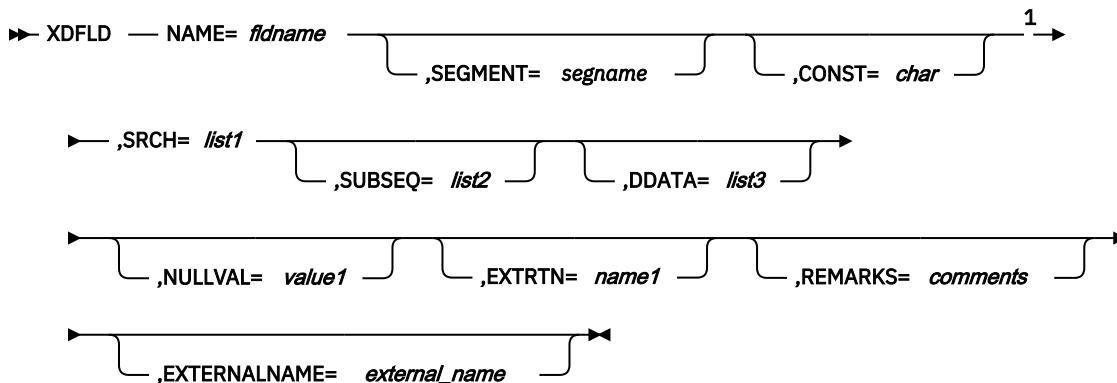 XDFLD NAME= fldname 1
,SEGMENT= segname ,CONST= char
,SRCH= list1
,SUBSEQ= list2 ,DDATA= list3
,NULLVAL= value1 ,EXTRTN= name1 ,REMARKS= comments
,EXTERNALNAME= external_name